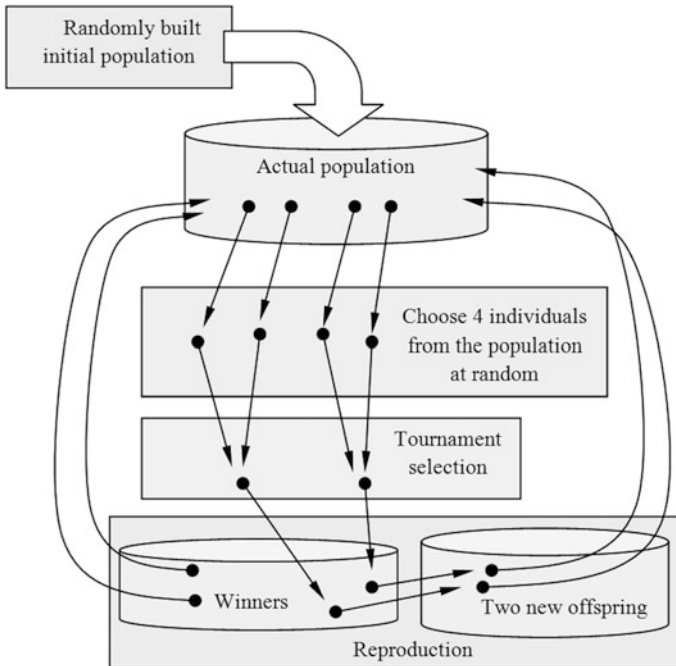 Randomly built
initial population
Actual population
Choose 4 individuals
from the population
at random
Tournament
selection
Winners
Two new offspring
Reproduction